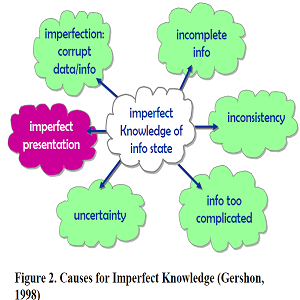 imperfection:
corrupt
data/info
incomplete
info
imperfect
presentation
imperfect
Knowledge of
info state
inconsistency
uncertainty
info too
complicated
Figure 2. Causes for Imperfect Knowledge (Gershon,
1998)